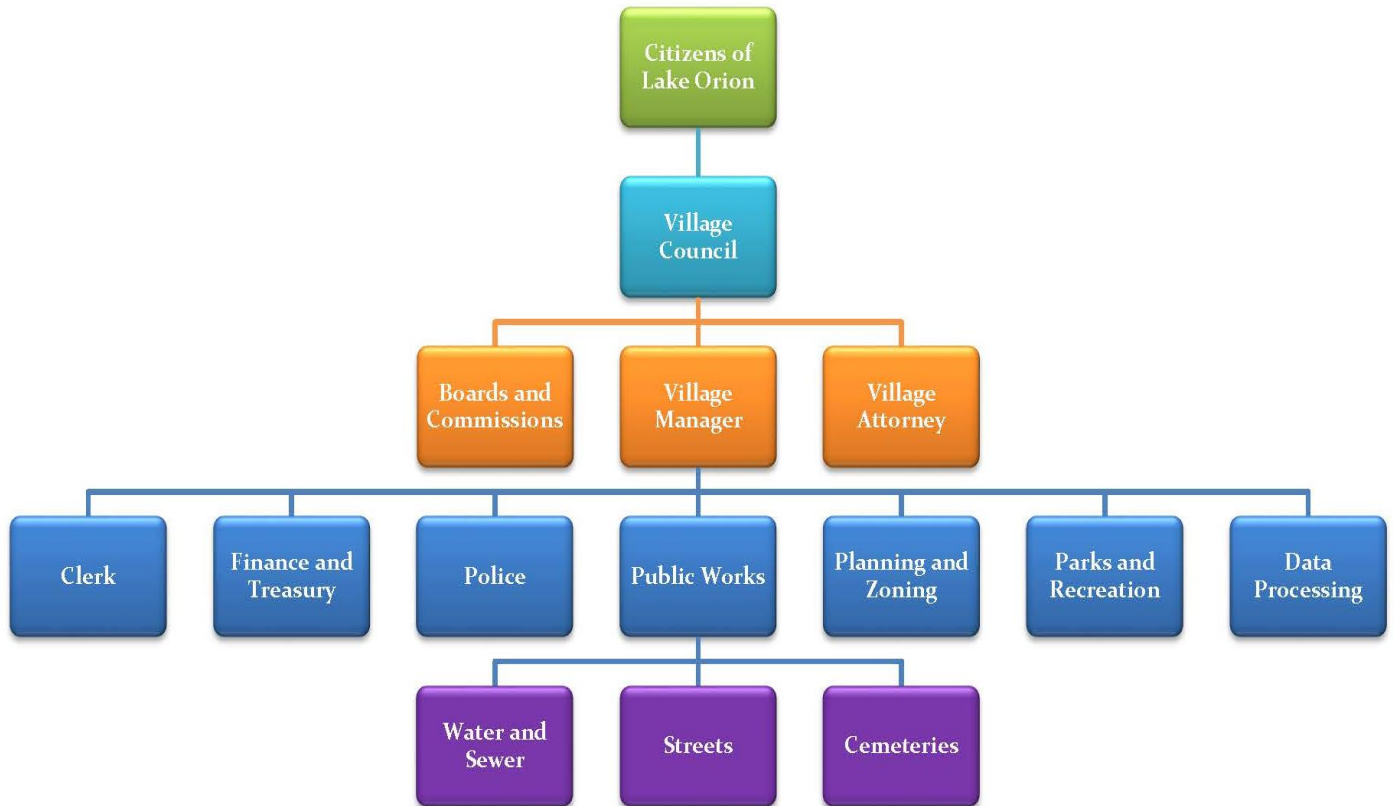 Citizens of
Lake Orion
Village
Council
Boards and
Commissions
Village
Manager
Village
Attorney
Clerk
Finance and
Treasury
Police
Public Works
Planning and
Zoning
Parks and
Recreation
Data
Processing
Water and
Sewer
Streets
Cemeteries